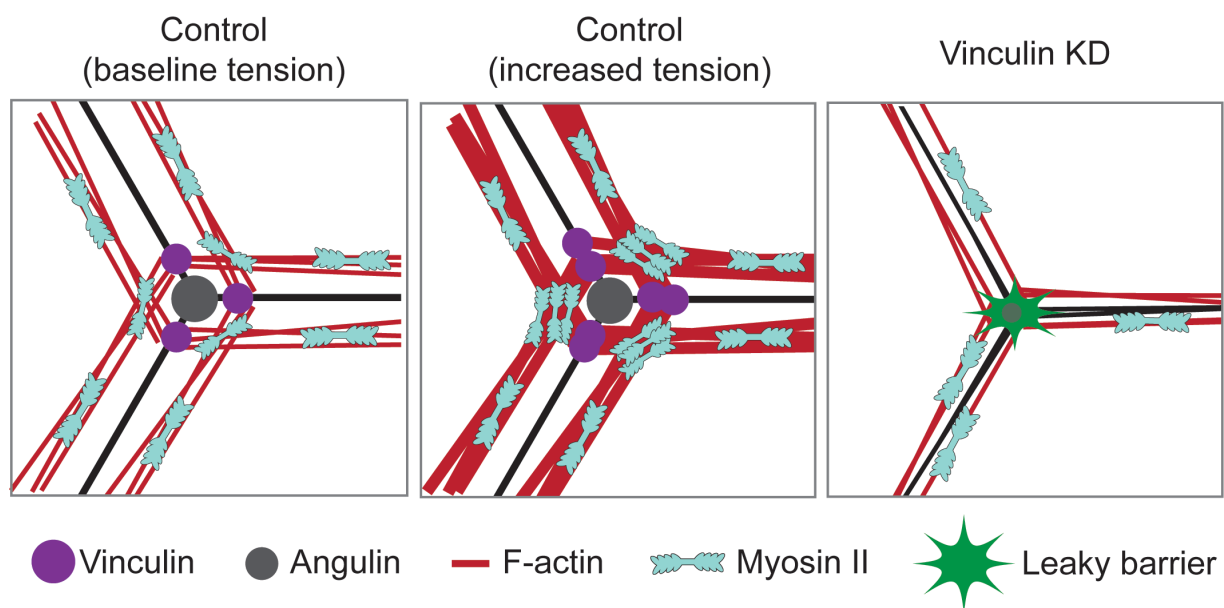 Control
(baseline tension)
Control
(increased tension)
Vinculin KD
Vinculin
Angulin
F-actin
Myosin II
Leaky barrier